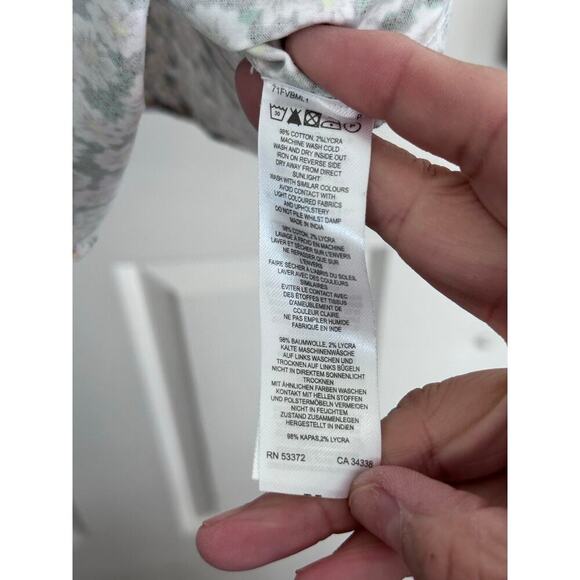 71FVBML1
30
P
P
98% COTTON, 2%LYCRA
MACHINE WASH COLD
WASH AND DRY INSIDE OUT
IRON ON REVERSE SIDE
DRY AWAY FROM DIRECT
SUNLIGHT
WASH WITH SIMILAR COLOURS
AVOID CONTACT WITH
LIGHT COLOURED FABRICS
AND UPHOLSTERY
DO NOT PILE WHILST DAMP
MADE IN INDIA
98% COTTON, 2% LYCRA
LAVAGE À FROID EN MACHINE
LAVER ET SÉCHER SUR L'ENVERS
NE REPASSER QUE SUR
L'ENVERS
FAIRE SÉCHER À L'ABRIS DU SOLEIL
LAVER AVEC DES COULEURS
SIMILAIRES
ÉVITER LE CONTACT AVEC
DES ÉTOFFES ET TISSUS
D'AMEUBLEMENT DE
COULEUR CLAIRE
NE PAS EMPILER HUMIDE
FABRIQUÉ EN INDE
98% BAUMWOLLE, 2% LYCRA
KALTE MASCHINENWÄSCHE
AUF LINKS WASCHEN UND
TROCKNEN AUF LINKS BÜGELN
NICHT IN DIREKTEM SONNENLICHT
TROCKNEN
MIT ÄHNLICHEN FARBEN WASCHEN
KONTAKT MIT HELLEN STOFFEN
UND POLSTERMÖBELN VERMEIDEN
NICHT IN FEUCHTEM
ZUSTAND ZUSAMMENLEGEN
HERGESTELLT IN INDIEN
98% KAPAS,2% LYCRA
RN 53372 CA 34338